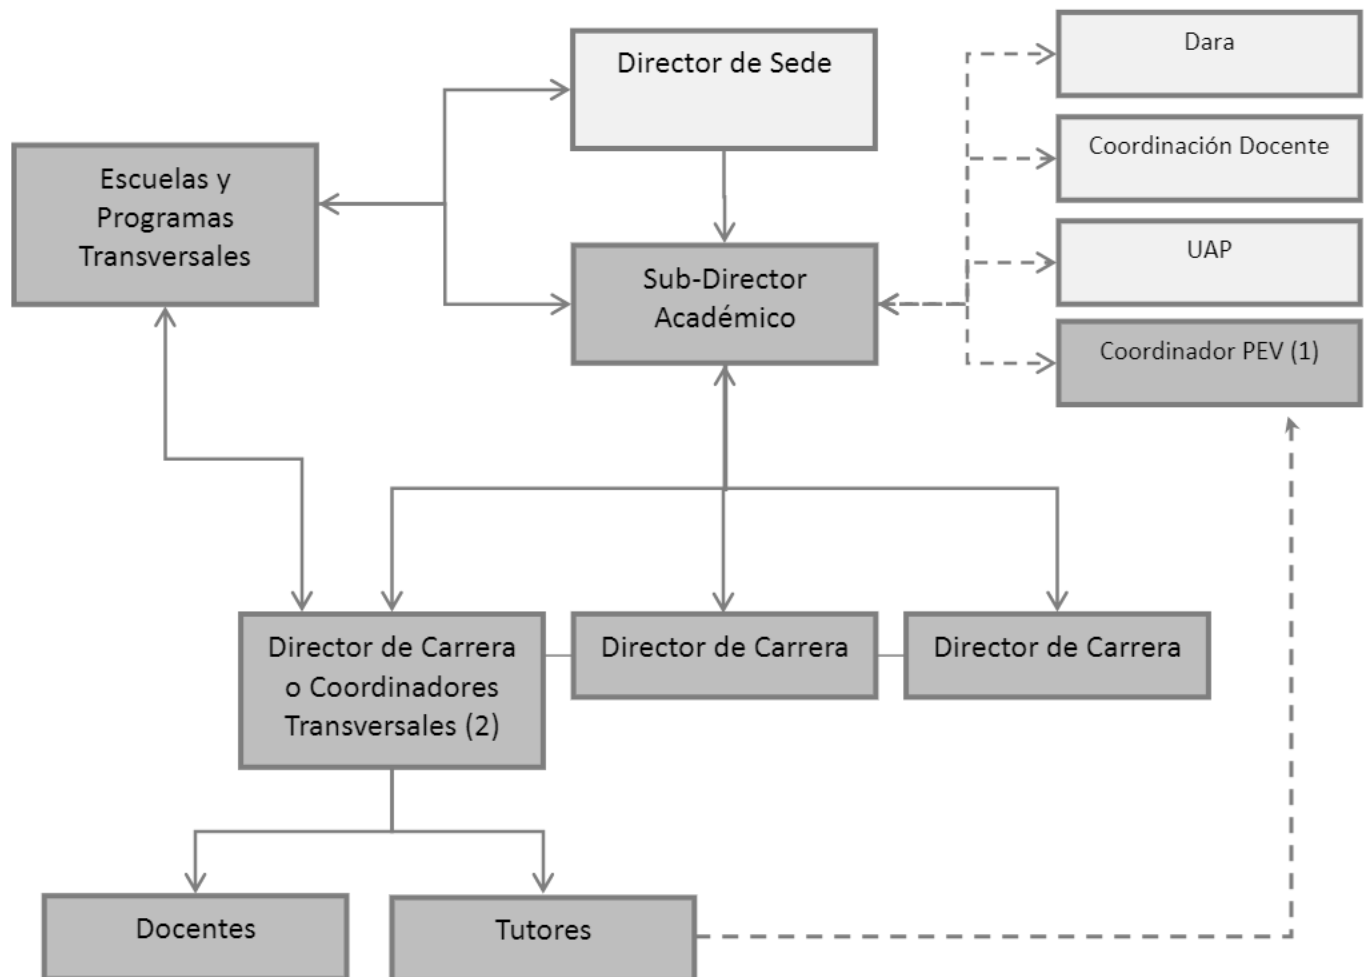 Director de Sede
Dara
Coordinación Docente
UAP
Coordinador PEV (1)
Escuelas y
Programas
Transversales
Sub-Director
Académico
Director de Carrera
o Coordinadores
Transversales (2)
Director de Carrera
Director de Carrera
Docentes
Tutores